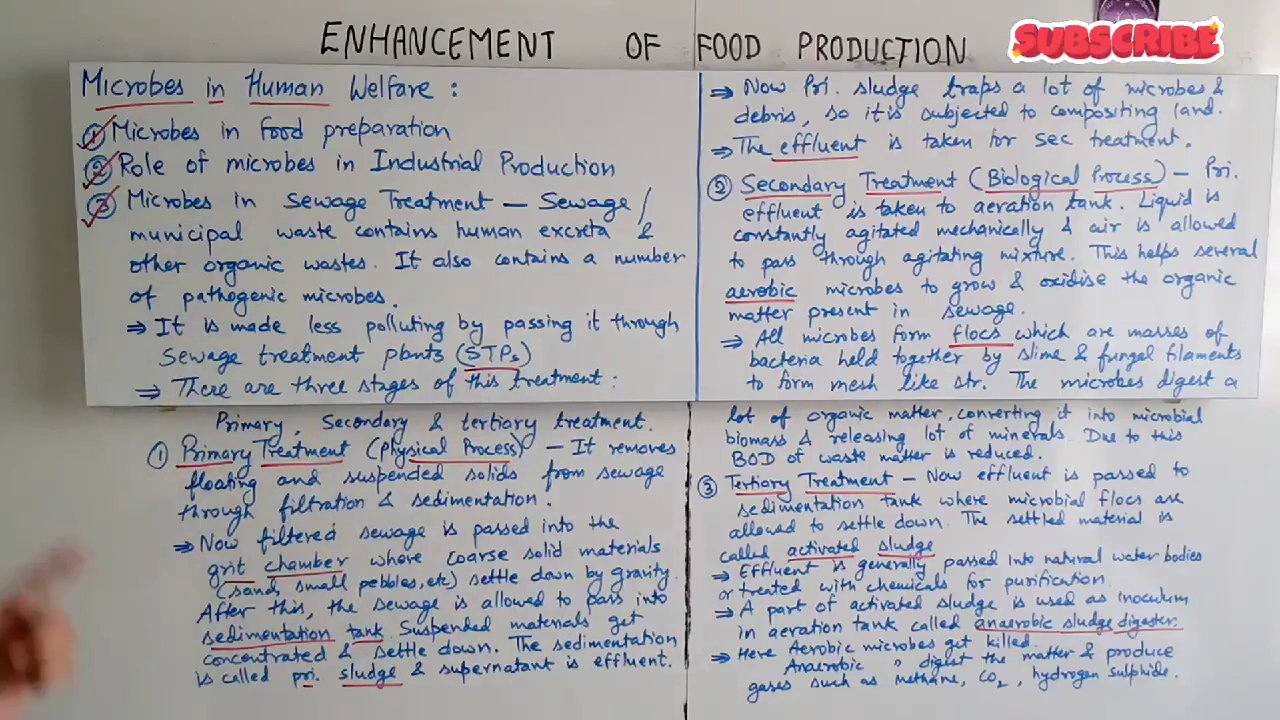 ENHANCEMENT OF FOOD PRODUCTION
SUBSCRIBE
Microbes in Human Welfare :
① Microbes in food preparation
② Role of microbes in Industrial Production
③ Microbes in Sewage Treatment – Sewage/
municipal waste contains human excreta &
other organic wastes. It also contains a number
of pathogenic microbes.
⇒ It is made less polluting by passing it through
Sewage treatment plants (STPs)
⇒ There are three stages of this treatment :
Primary, Secondary & tertiary treatment.
① Primary Treatment (Physical Process) – It removes
floating and suspended solids from sewage
through filtration & sedimentation.
⇒ Now filtered sewage is passed into the
grit chamber where coarse solid materials
(sand, small pebbles, etc) settle down by gravity.
After this, the sewage is allowed to pass into
sedimentation tank. Suspended materials get
concentrated & settle down. The sedimentation
is called pri. sludge & supernatant is effluent.
⇒ Now Pri. sludge traps a lot of microbes &
debris, so it is subjected to compositing land.
⇒ The effluent is taken for sec treatment.
② Secondary Treatment (Biological Process) – Pri.
effluent is taken to aeration tank. Liquid is
constantly agitated mechanically & air is allowed
to pass through agitating mixture. This helps several
aerobic microbes to grow & oxidise the organic
matter present in sewage.
⇒ All microbes form flocs which are masses of
bacteria held together by slime & fungal filaments
to form mesh like str. The microbes digest a
lot of organic matter, converting it into microbial
biomass & releasing lot of minerals. Due to this
BOD of waste matter is reduced.
③ Tertiary Treatment – Now effluent is passed to
sedimentation tank where microbial flocs are
allowed to settle down. The settled material is
called activated sludge
⇒ Effluent is generally passed into natural water bodies
or treated with chemicals for purification.
⇒ A part of activated sludge is used as inoculum
in aeration tank called anaerobic sludge digester.
⇒ Here Aerobic microbes get killed.
Anaerobic " digest the matter & produce
gases such as methane, CO2, hydrogen sulphide.